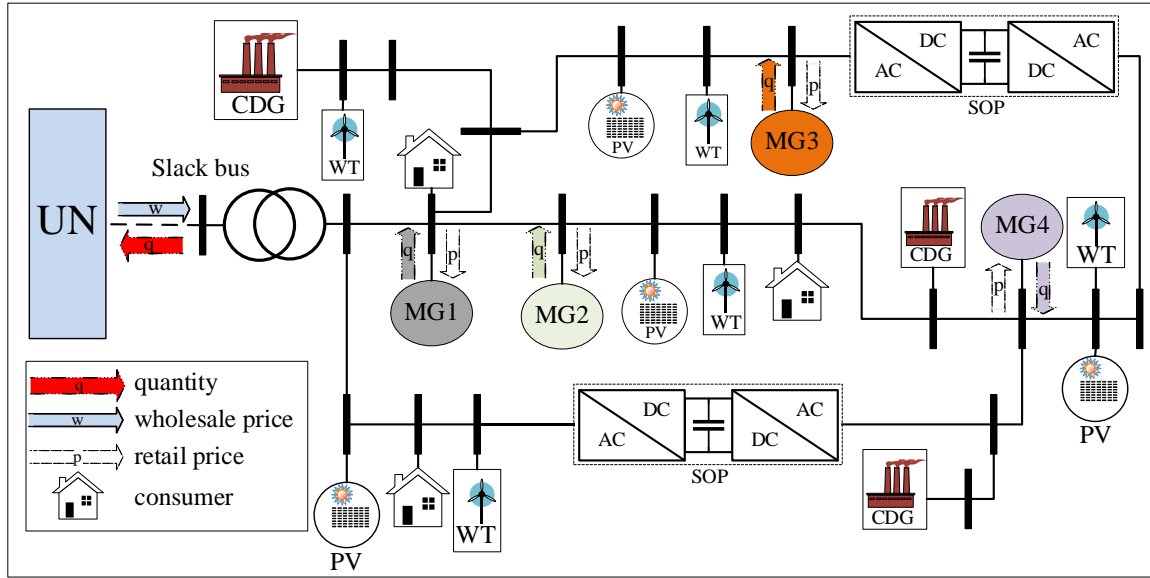 CDG
WT
PV
WT
q
p
MG3
DC
AC
AC
DC
SOP
UN
Slack bus
w
q
q
p
MG1
q
p
MG2
PV
WT
CDG
MG4
p
q
WT
PV
q
quantity
w
wholesale price
p
retail price
consumer
PV
WT
DC
AC
AC
DC
SOP
CDG